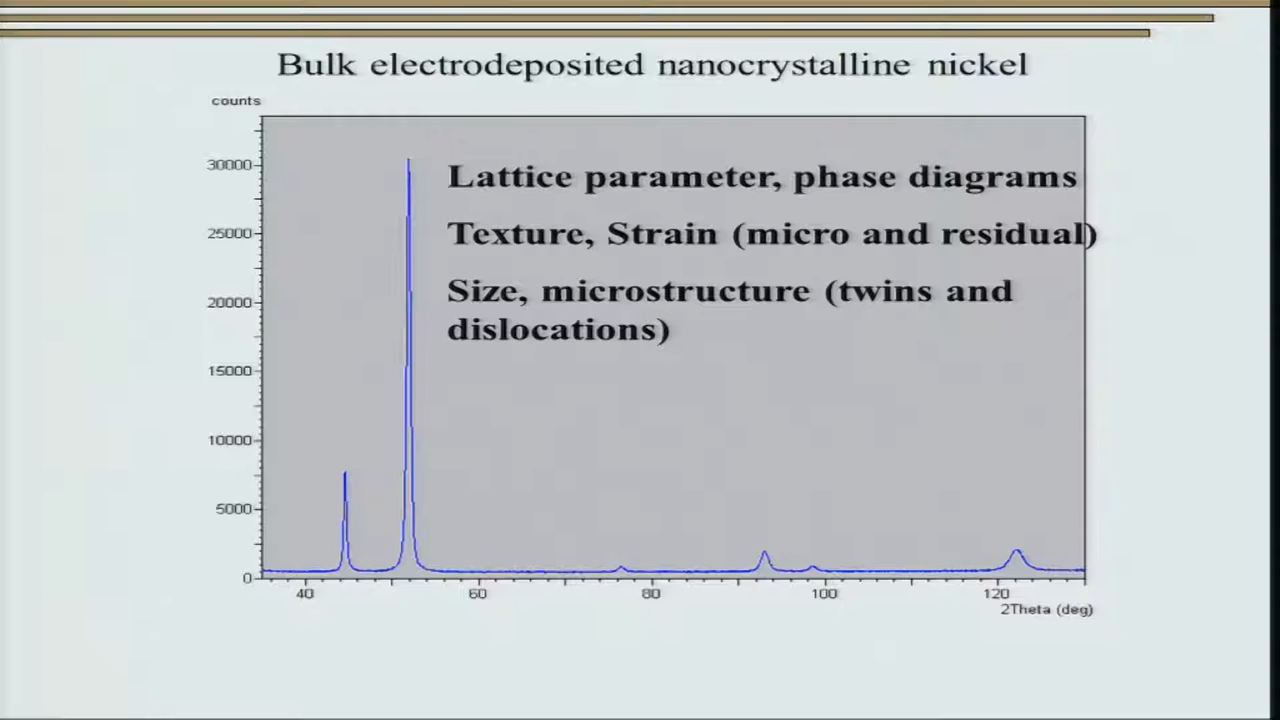 Bulk electrodeposited nanocrystalline nickel
counts
30000
25000
20000
15000
10000
5000
0
Lattice parameter, phase diagrams
Texture, Strain (micro and residual)
Size, microstructure (twins and
dislocations)
40 60 80 100 120
2Theta (deg)